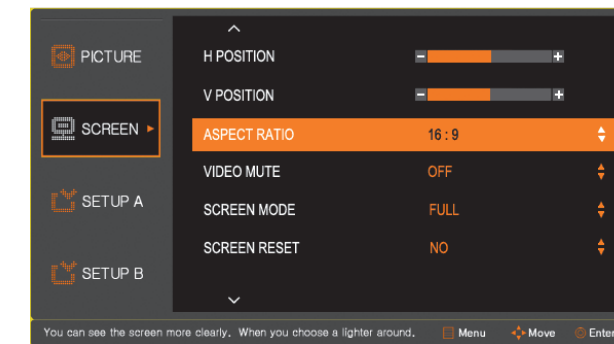 PICTURE
SCREEN
SETUP A
SETUP B
H POSITION
V POSITION
ASPECT RATIO 16 : 9
VIDEO MUTE OFF
SCREEN MODE FULL
SCREEN RESET NO
You can see the screen more clearly. When you choose a lighter around. Menu Move Enter